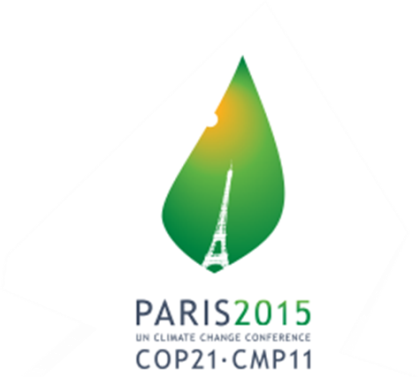 PARIS2015
UN CLIMATE CHANGE CONFERENCE
COP21·CMP11